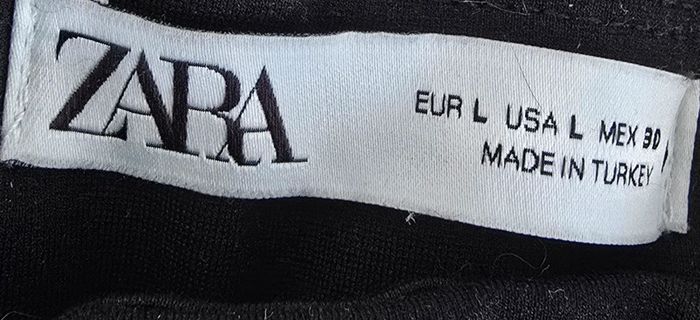 ZARA
EUR L USA L MEX 30
MADE IN TURKEY